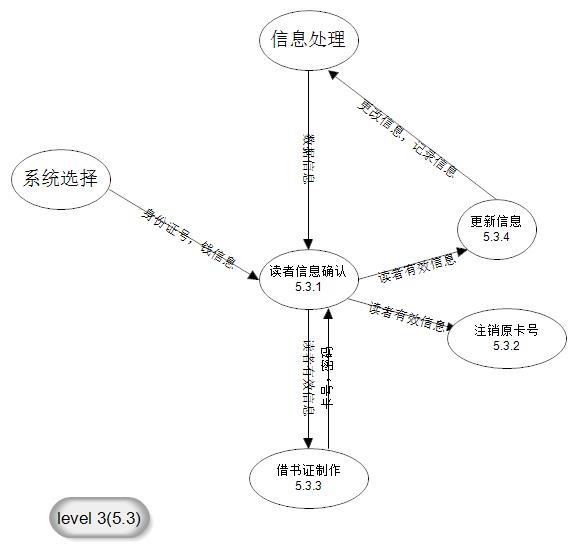 信息处理
更改信息，记录信息
数据信息
系统选择
身份证号，钱信息
更新信息
5.3.4
读者信息确认
5.3.1
读者有效信息
读者有效信息
注销原卡号
5.3.2
读者有效信息
卡号，密码
借书证制作
5.3.3
level 3(5.3)